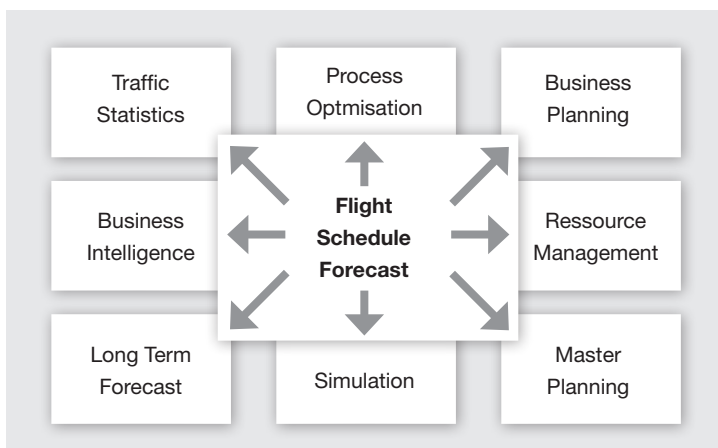 Traffic
Statistics
Process
Optmisation
Business
Planning
Business
Intelligence
Flight
Schedule
Forecast
Ressource
Management
Long Term
Forecast
Simulation
Master
Planning